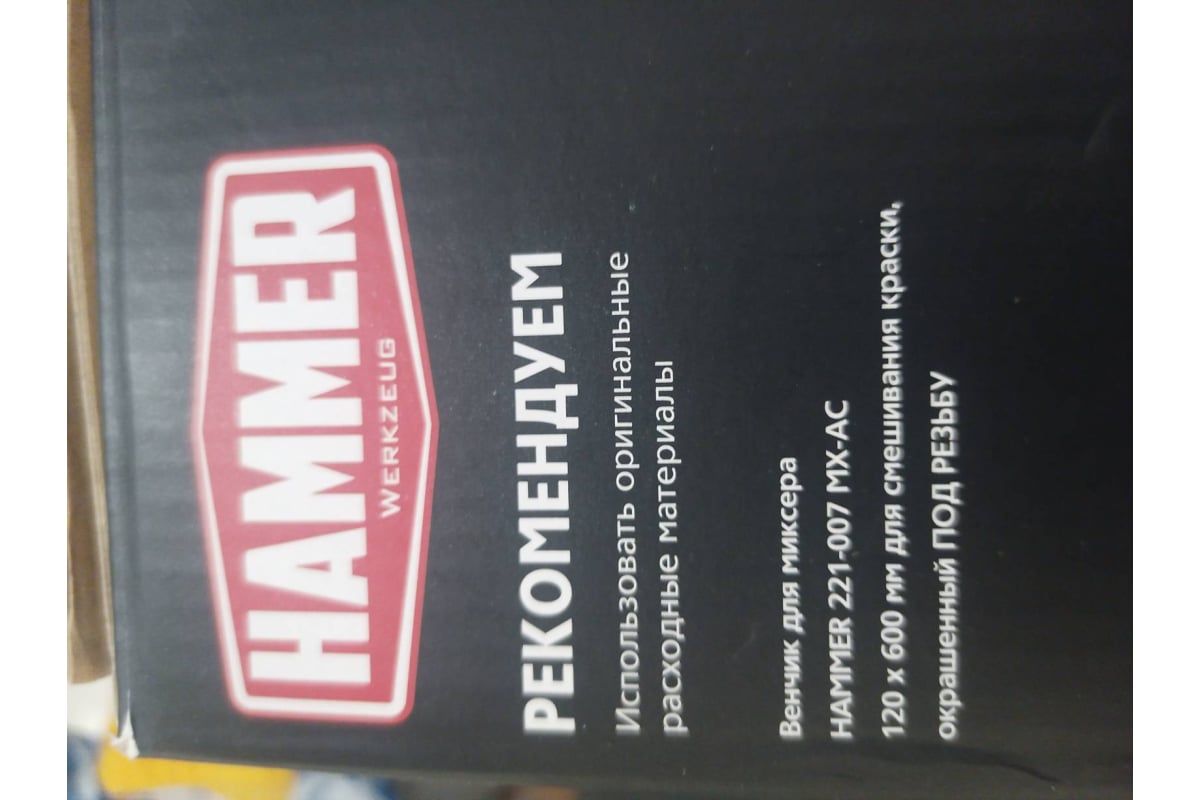 HAMMER
WERKZEUG
РЕКОМЕНДУЕМ
Использовать оригинальные
расходные материалы
Венчик для миксера
HAMMER 221-007 MX-AC
120 x 600 мм для смешивания краски,
окрашенный ПОД РЕЗЬБУ